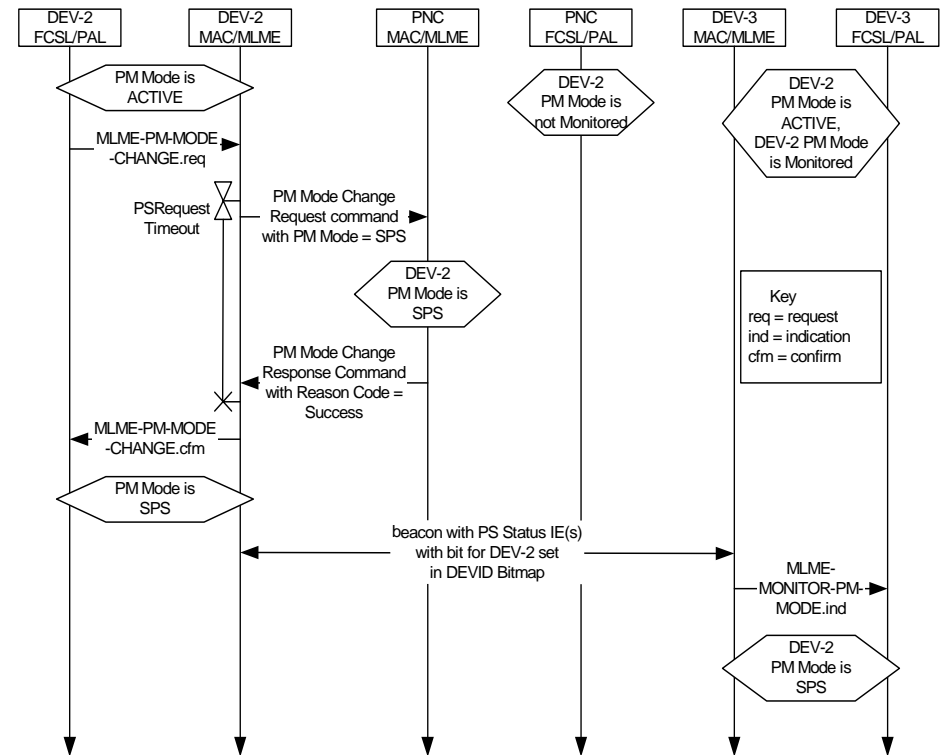 DEV-2
FCSL/PAL
DEV-2
MAC/MLME
PNC
MAC/MLME
PNC
FCSL/PAL
DEV-3
MAC/MLME
DEV-3
FCSL/PAL
PM Mode is
ACTIVE
DEV-2
PM Mode is
not Monitored
DEV-2
PM Mode is
ACTIVE,
DEV-2 PM Mode
is Monitored
MLME-PM-MODE
-CHANGE.req
PSRequest
Timeout
PM Mode Change
Request command
with PM Mode = SPS
DEV-2
PM Mode is
SPS
Key
req = request
ind = indication
cfm = confirm
PM Mode Change
Response Command
with Reason Code =
Success
MLME-PM-MODE
-CHANGE.cfm
PM Mode is
SPS
beacon with PS Status IE(s)
with bit for DEV-2 set
in DEVID Bitmap
MLME-
MONITOR-PM-
MODE.ind
DEV-2
PM Mode is
SPS